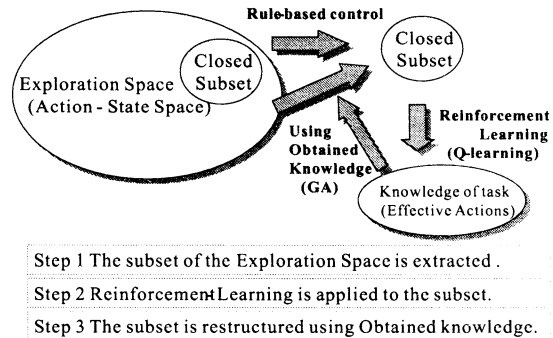 Rule-based control
Closed
Subset
Closed
Subset
Exploration Space
(Action - State Space)
Reinforcement
Learning
(Q-learning)
Using
Obtained
Knowledge
(GA)
Knowledge of task
(Effective Actions)
Step 1 The subset of the Exploration Space is extracted .
Step 2 Reinforcement Learning is applied to the subset.
Step 3 The subset is restructured using Obtained knowledge.